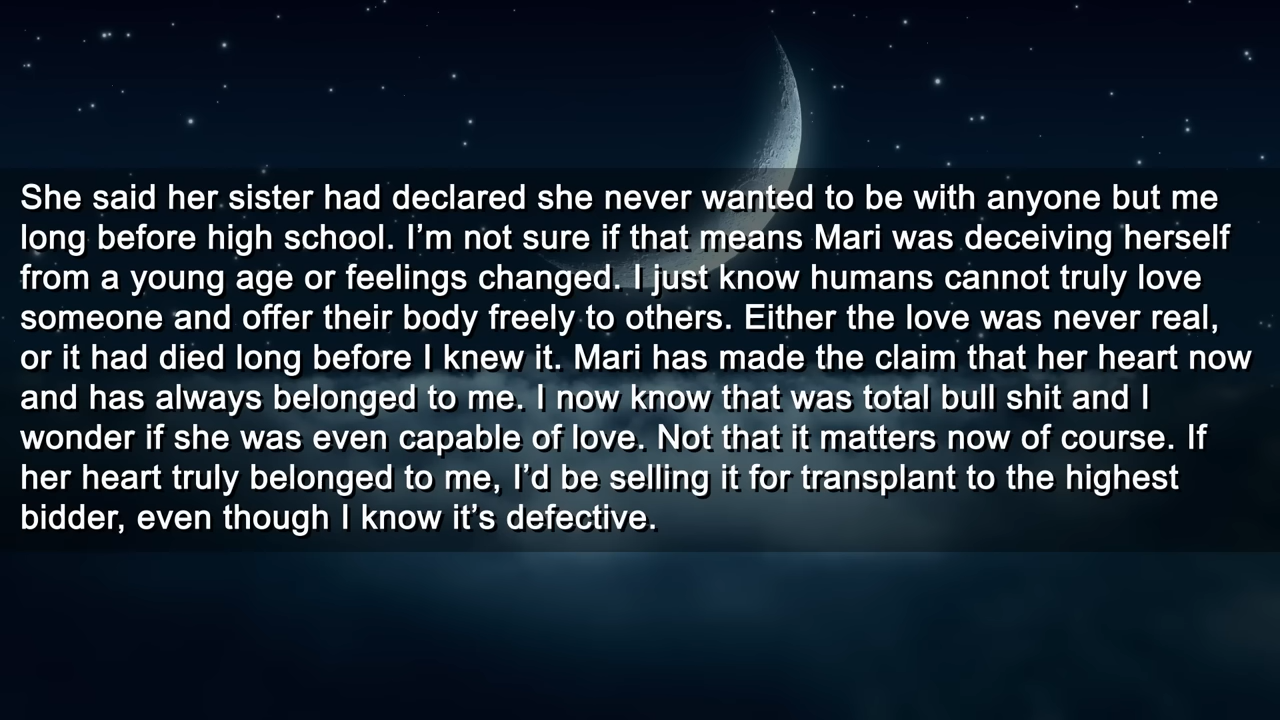 She said her sister had declared she never wanted to be with anyone but me
long before high school. I’m not sure if that means Mari was deceiving herself
from a young age or feelings changed. I just know humans cannot truly love
someone and offer their body freely to others. Either the love was never real,
or it had died long before I knew it. Mari has made the claim that her heart now
and has always belonged to me. I now know that was total bull shit and I
wonder if she was even capable of love. Not that it matters now of course. If
her heart truly belonged to me, I’d be selling it for transplant to the highest
bidder, even though I know it’s defective.